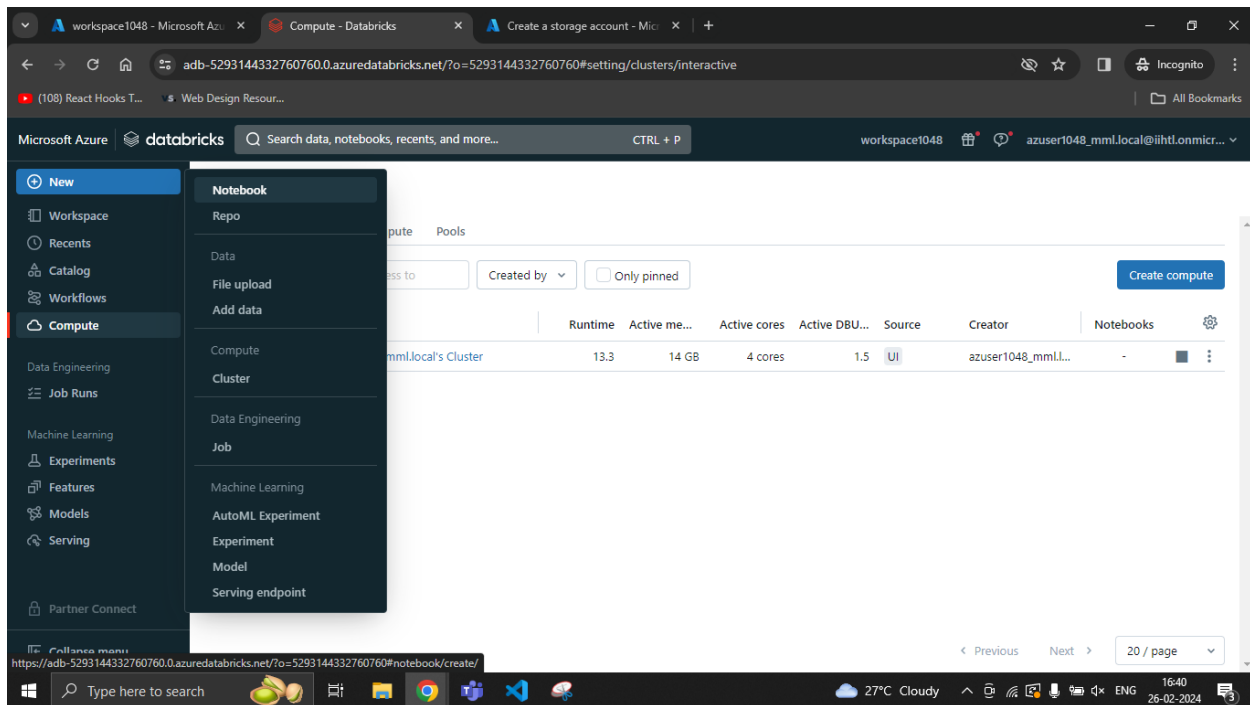 workspace1048 - Microsoft Azu
Compute - Databricks
Create a storage account - Mic
adb-5293144332760760.0.azuredatabricks.net/?o=5293144332760760#setting/clusters/interactive
Incognito
(108) React Hooks T...
Web Design Resour...
All Bookmarks
Microsoft Azure
databricks
Search data, notebooks, recents, and more...
CTRL + P
workspace1048
azuser1048_mml.local@iihtl.onmicr...
New
Workspace
Recents
Catalog
Workflows
Compute
Data Engineering
Job Runs
Machine Learning
Experiments
Features
Models
Serving
Partner Connect
Collapse menu
Notebook
Repo
Data
File upload
Add data
Compute
Cluster
Data Engineering
Job
Machine Learning
AutoML Experiment
Experiment
Model
Serving endpoint
pute
Pools
ess to
Created by
Only pinned
Create compute
Runtime Active me... Active cores Active DBU... Source Creator Notebooks
mml.local's Cluster 13.3 14 GB 4 cores 1.5 UI azuser1048_mml.l... -
Previous
Next
20 / page
https://adb-5293144332760760.0.azuredatabricks.net/?o=5293144332760760#notebook/create/
Type here to search
27°C Cloudy
ENG
16:40
26-02-2024
3